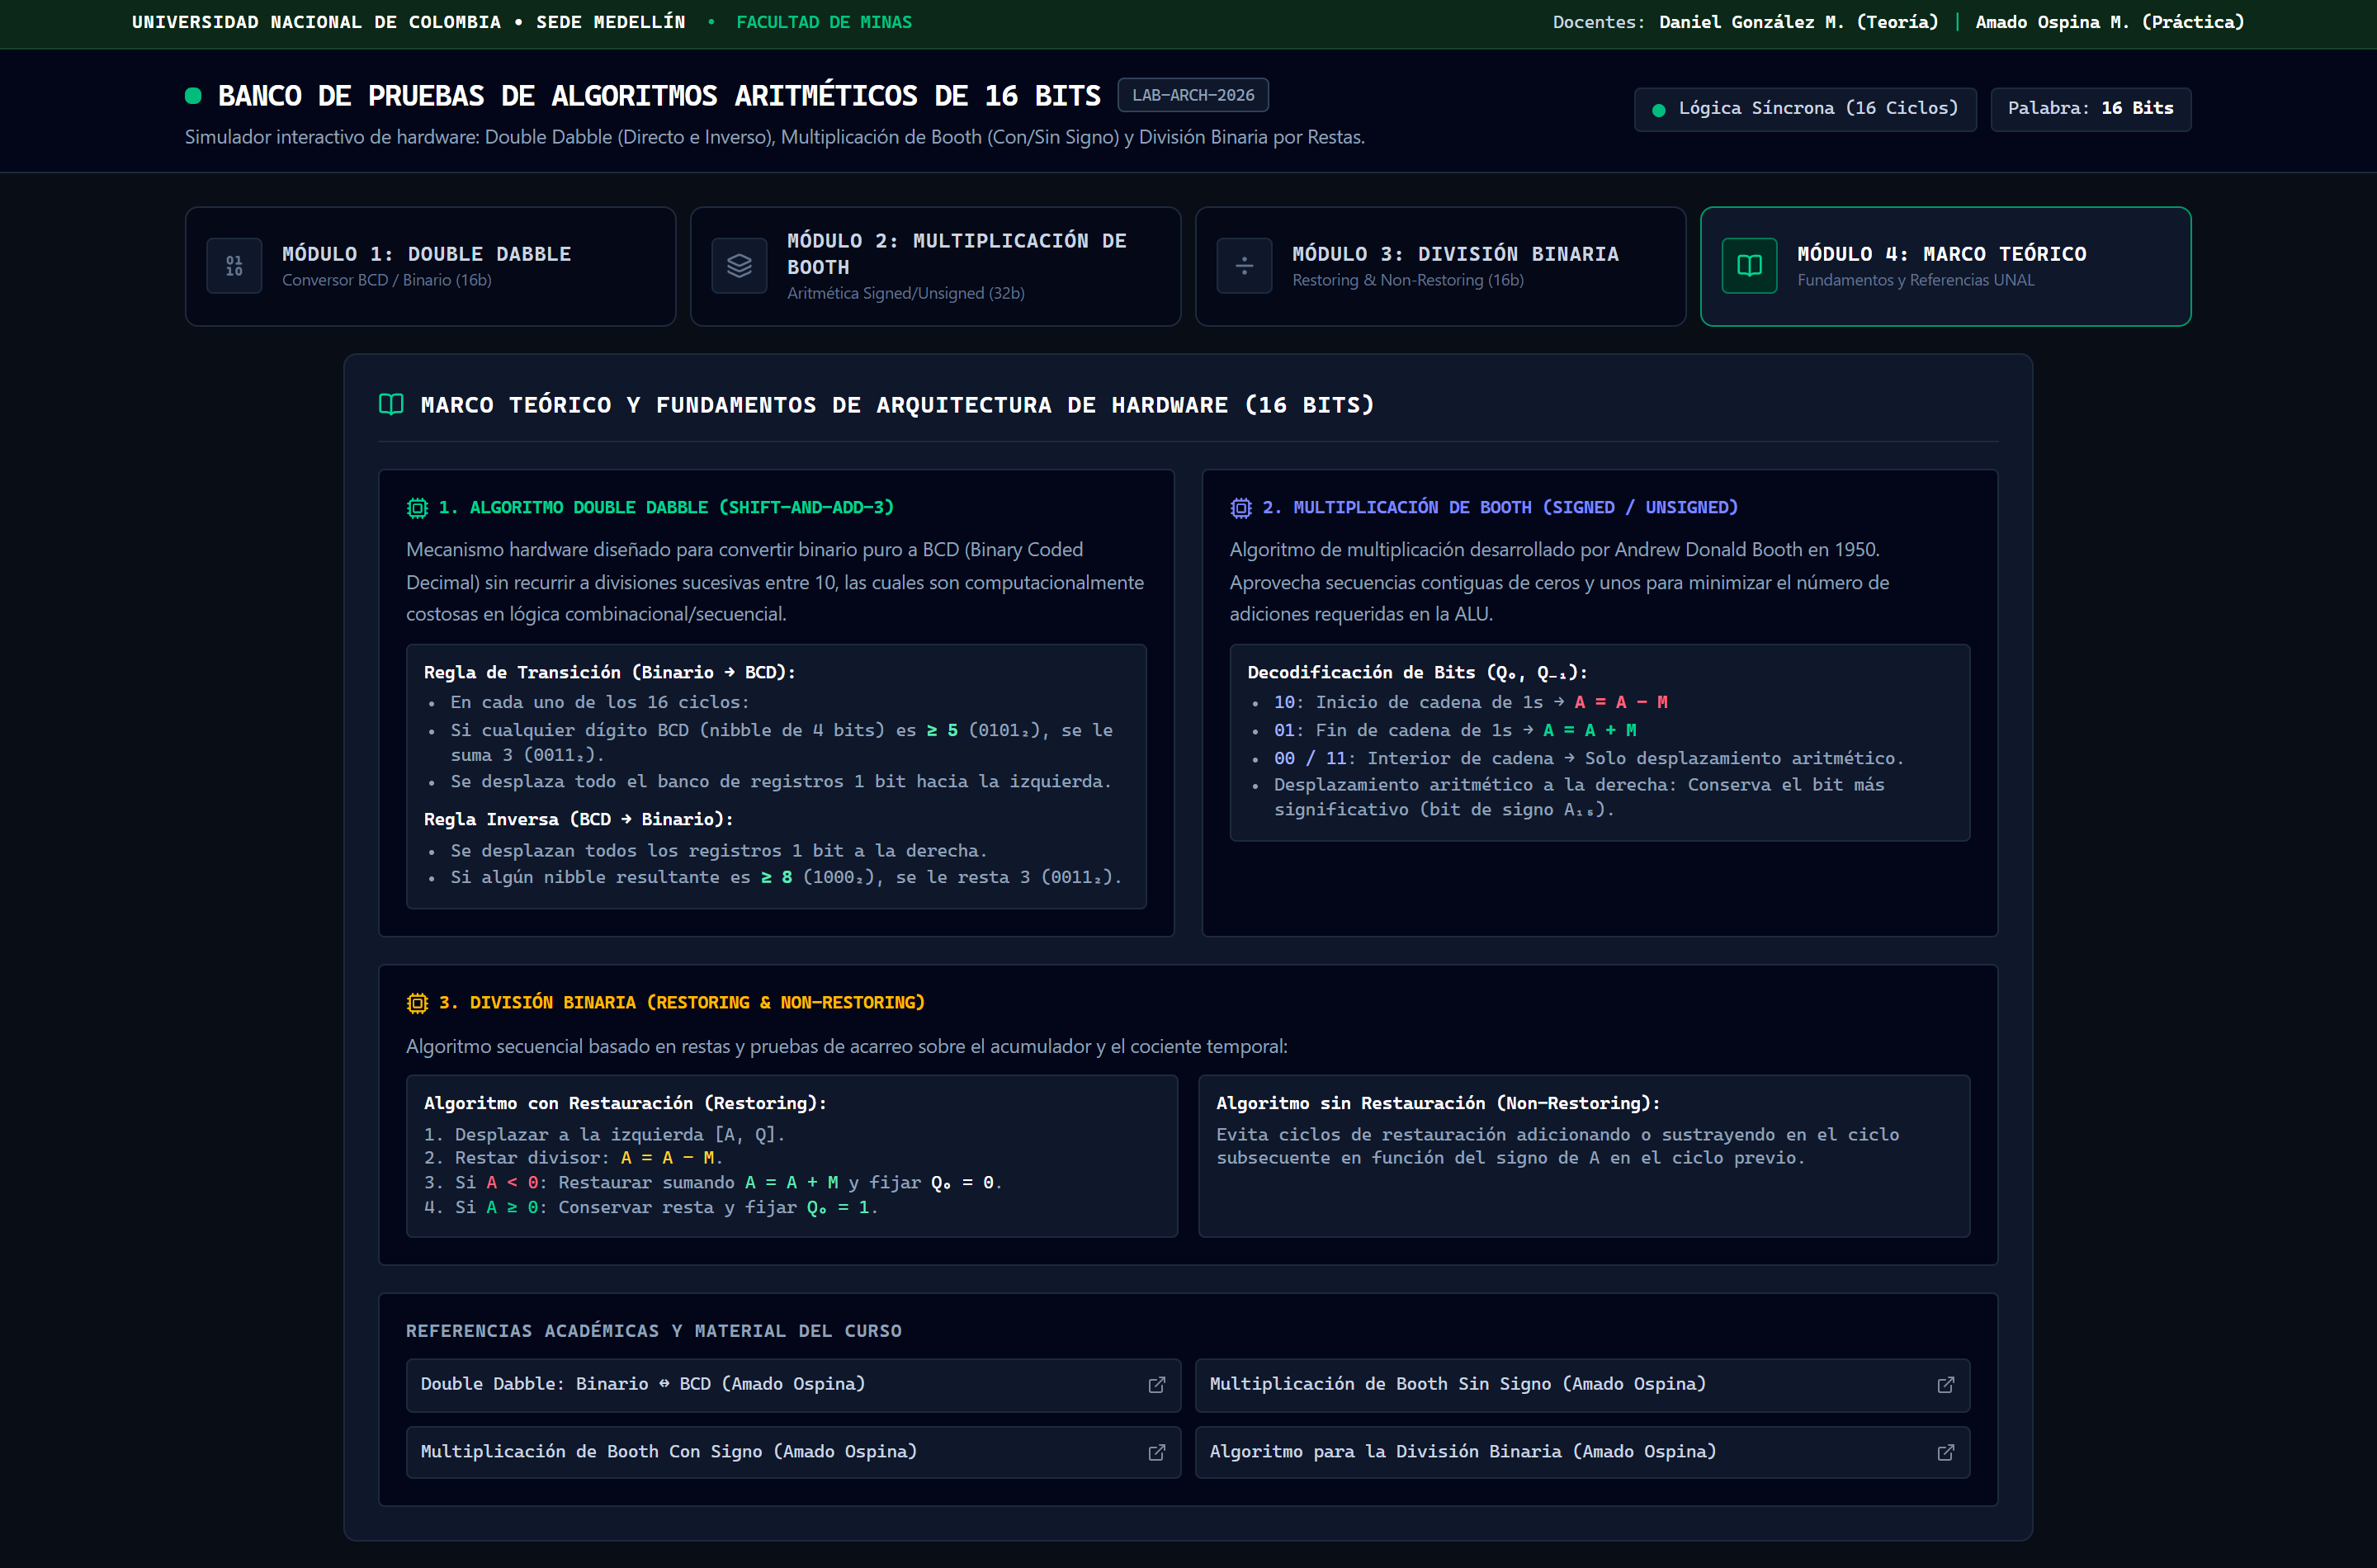 UNIVERSIDAD NACIONAL DE COLOMBIA • SEDE MEDELLÍN • FACULTAD DE MINAS
Docentes: Daniel González M. (Teoría) | Amado Ospina M. (Práctica)
BANCO DE PRUEBAS DE ALGORITMOS ARITMÉTICOS DE 16 BITS
LAB-ARCH-2026
Simulador interactivo de hardware: Double Dabble (Directo e Inverso), Multiplicación de Booth (Con/Sin Signo) y División Binaria por Restas.
Lógica Síncrona (16 Ciclos)
Palabra: 16 Bits
01
10
MÓDULO 1: DOUBLE DABBLE
Conversor BCD / Binario (16b)
MÓDULO 2: MULTIPLICACIÓN DE
BOOTH
Aritmética Signed/Unsigned (32b)
MÓDULO 3: DIVISIÓN BINARIA
Restoring & Non-Restoring (16b)
MÓDULO 4: MARCO TEÓRICO
Fundamentos y Referencias UNAL
MARCO TEÓRICO Y FUNDAMENTOS DE ARQUITECTURA DE HARDWARE (16 BITS)
1. ALGORITMO DOUBLE DABBLE (SHIFT-AND-ADD-3)
Mecanismo hardware diseñado para convertir binario puro a BCD (Binary Coded
Decimal) sin recurrir a divisiones sucesivas entre 10, las cuales son computacionalmente
costosas en lógica combinacional/secuencial.
Regla de Transición (Binario → BCD):
• En cada uno de los 16 ciclos:
• Si cualquier dígito BCD (nibble de 4 bits) es ≥ 5 (0101₂), se le
suma 3 (0011₂).
• Se desplaza todo el banco de registros 1 bit hacia la izquierda.
Regla Inversa (BCD → Binario):
• Se desplazan todos los registros 1 bit a la derecha.
• Si algún nibble resultante es ≥ 8 (1000₂), se le resta 3 (0011₂).
2. MULTIPLICACIÓN DE BOOTH (SIGNED / UNSIGNED)
Algoritmo de multiplicación desarrollado por Andrew Donald Booth en 1950.
Aprovecha secuencias contiguas de ceros y unos para minimizar el número de
adiciones requeridas en la ALU.
Decodificación de Bits (Q₀, Q₋₁):
• 10: Inicio de cadena de 1s → A = A − M
• 01: Fin de cadena de 1s → A = A + M
• 00 / 11: Interior de cadena → Solo desplazamiento aritmético.
• Desplazamiento aritmético a la derecha: Conserva el bit más
significativo (bit de signo A₁₅).
3. DIVISIÓN BINARIA (RESTORING & NON-RESTORING)
Algoritmo secuencial basado en restas y pruebas de acarreo sobre el acumulador y el cociente temporal:
Algoritmo con Restauración (Restoring):
1. Desplazar a la izquierda [A, Q].
2. Restar divisor: A = A − M.
3. Si A < 0: Restaurar sumando A = A + M y fijar Q₀ = 0.
4. Si A ≥ 0: Conservar resta y fijar Q₀ = 1.
Algoritmo sin Restauración (Non-Restoring):
Evita ciclos de restauración adicionando o sustrayendo en el ciclo
subsecuente en función del signo de A en el ciclo previo.
REFERENCIAS ACADÉMICAS Y MATERIAL DEL CURSO
Double Dabble: Binario ↔ BCD (Amado Ospina)
Multiplicación de Booth Sin Signo (Amado Ospina)
Multiplicación de Booth Con Signo (Amado Ospina)
Algoritmo para la División Binaria (Amado Ospina)